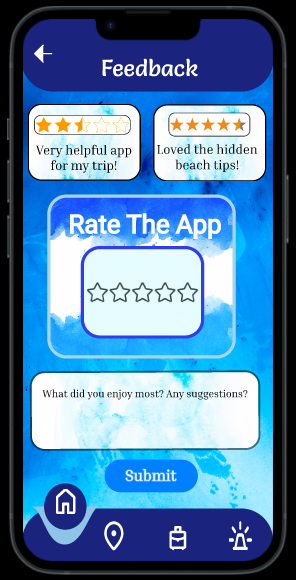 Feedback
Very helpful app
for my trip!
Loved the hidden
beach tips!
Rate The App
What did you enjoy most? Any suggestions?
Submit